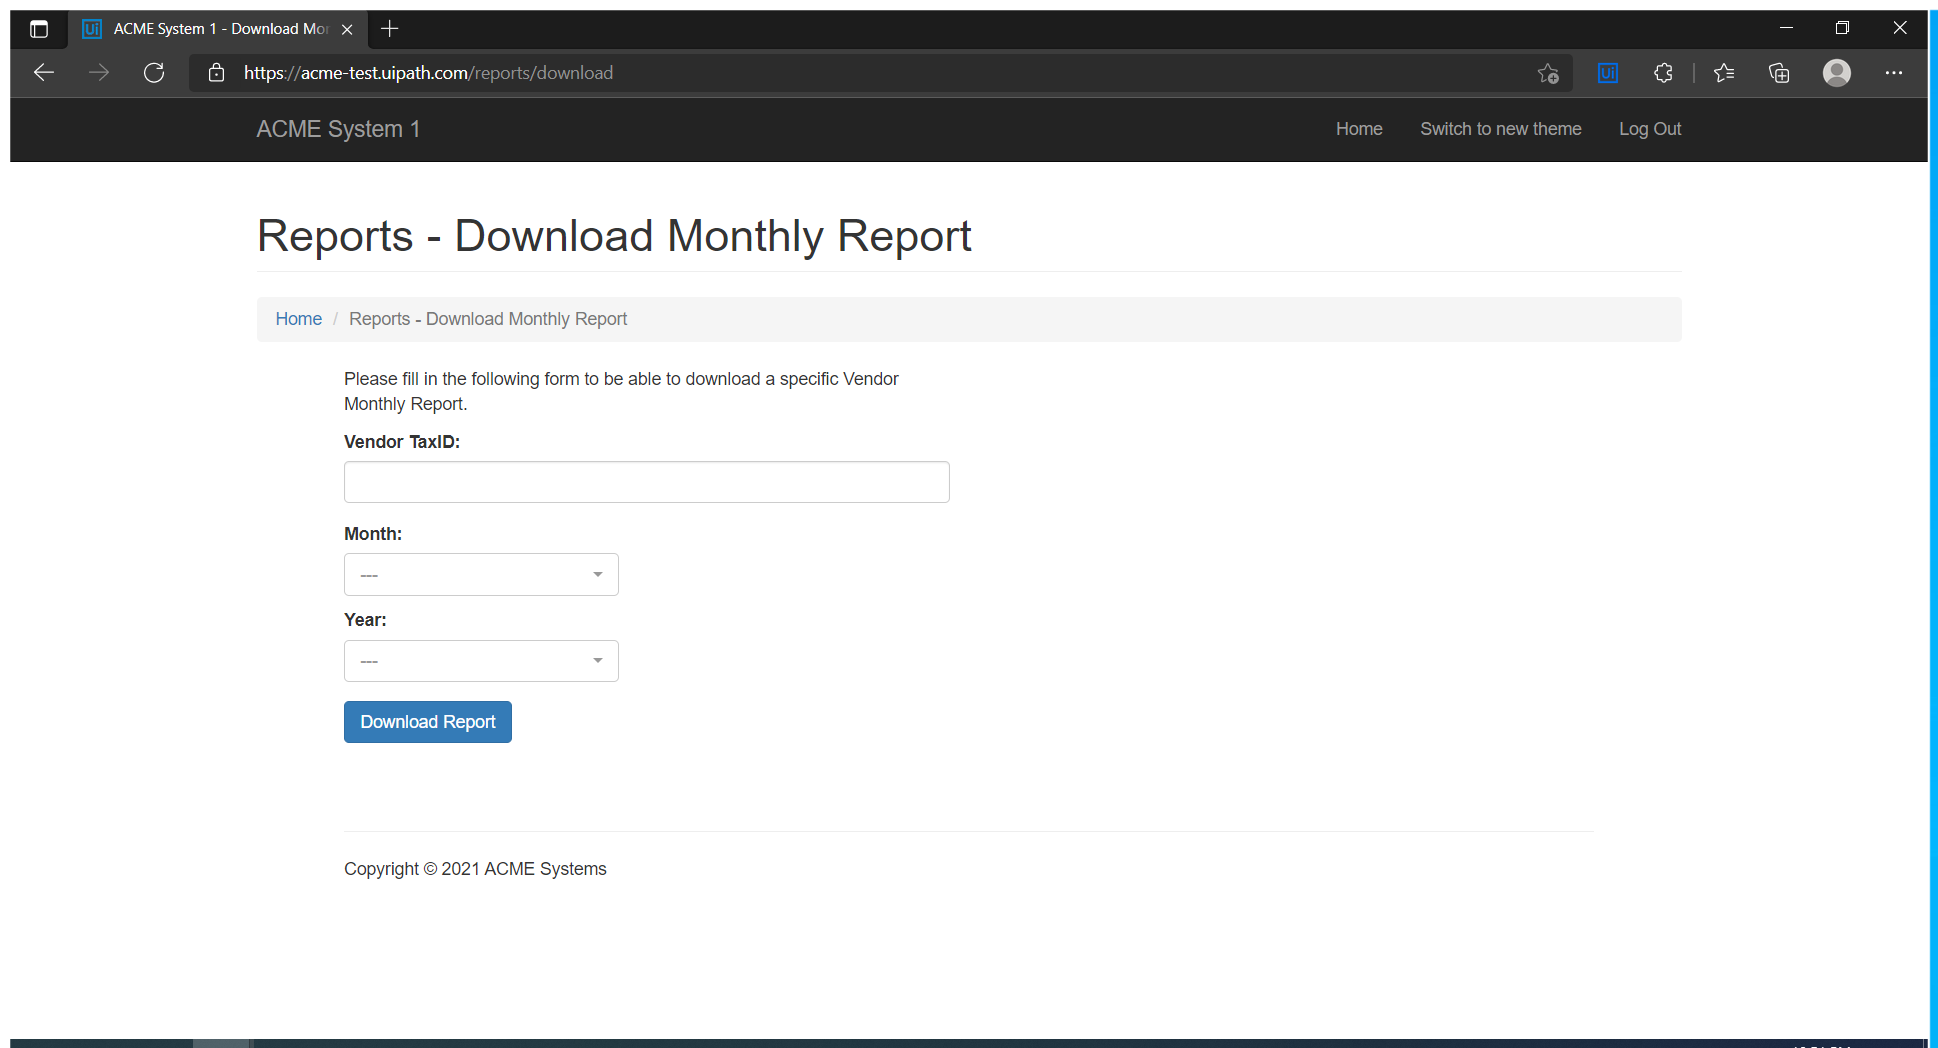 ACME System 1 - Download Mor
https://acme-test.uipath.com/reports/download
ACME System 1
Home
Switch to new theme
Log Out
Reports - Download Monthly Report
Home / Reports - Download Monthly Report
Please fill in the following form to be able to download a specific Vendor
Monthly Report.
Vendor TaxID:
Month:
---
Year:
---
Download Report
Copyright © 2021 ACME Systems